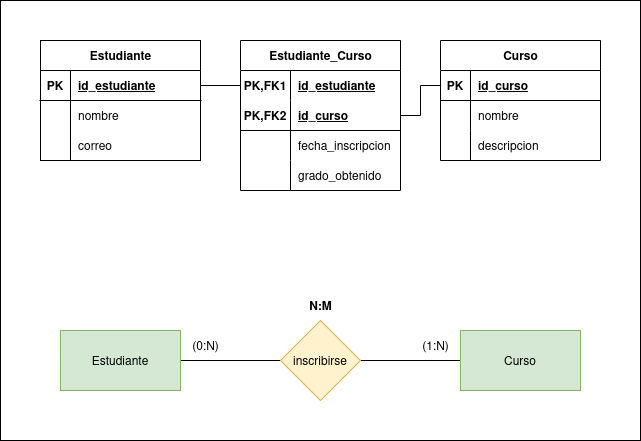 Estudiante
PK id_estudiante
nombre
correo
Estudiante_Curso
PK,FK1 id_estudiante
PK,FK2 id_curso
fecha_inscripcion
grado_obtenido
Curso
PK id_curso
nombre
descripcion
N:M
Estudiante
(0:N)
inscribirse
(1:N)
Curso